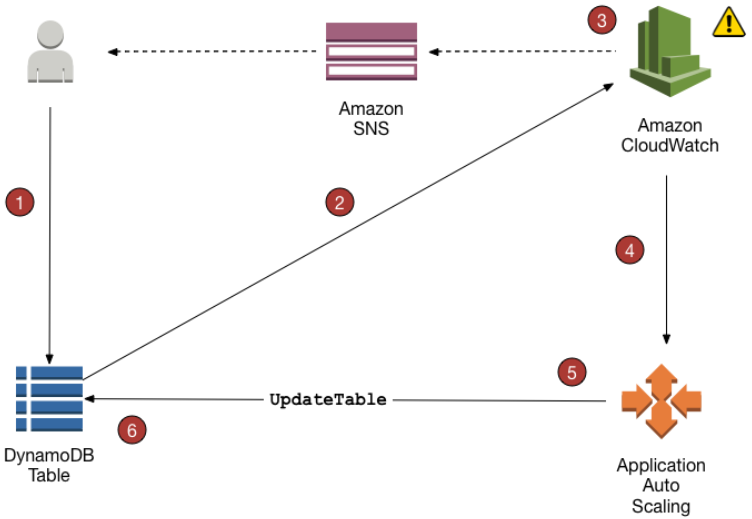 3
Amazon
SNS
Amazon
CloudWatch
1
2
4
5
UpdateTable
6
DynamoDB
Table
Application
Auto
Scaling